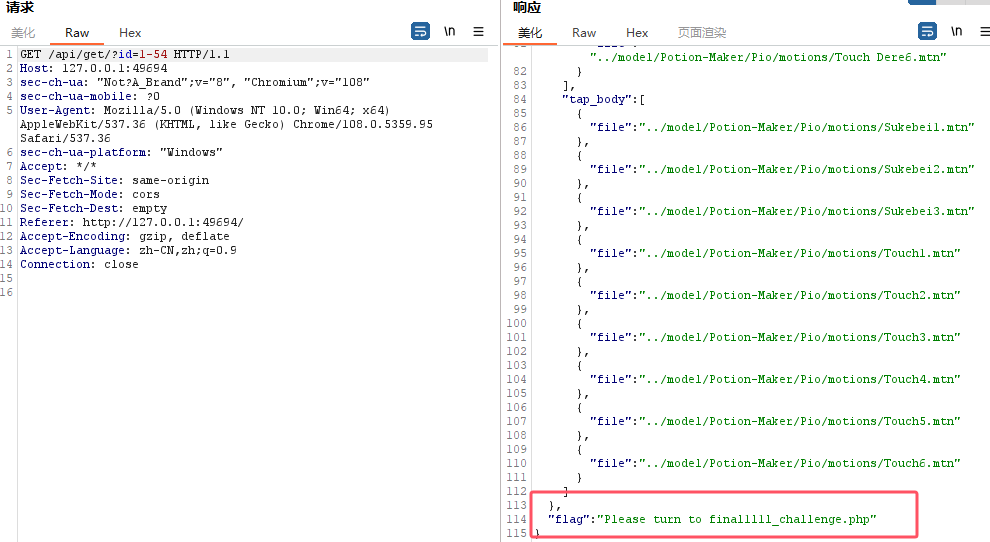 请求
美化 Raw Hex \n
1 GET /api/get/?id=1-54 HTTP/1.1
2 Host: 127.0.0.1:49694
3 sec-ch-ua: "Not?A_Brand";v="8", "Chromium";v="108"
4 sec-ch-ua-mobile: ?0
5 User-Agent: Mozilla/5.0 (Windows NT 10.0; Win64; x64)
AppleWebKit/537.36 (KHTML, like Gecko) Chrome/108.0.5359.95
Safari/537.36
6 sec-ch-ua-platform: "Windows"
7 Accept: */*
8 Sec-Fetch-Site: same-origin
9 Sec-Fetch-Mode: cors
10 Sec-Fetch-Dest: empty
11 Referer: http://127.0.0.1:49694/
12 Accept-Encoding: gzip, deflate
13 Accept-Language: zh-CN,zh;q=0.9
14 Connection: close
15
16
响应
美化 Raw Hex 页面渲染 \n
"../model/Potion-Maker/Pio/motions/Touch Dere6.mtn"
82 }
83 ],
84 "tap_body":[
85 {
86 "file":"../model/Potion-Maker/Pio/motions/Sukebei1.mtn"
87 },
88 {
89 "file":"../model/Potion-Maker/Pio/motions/Sukebei2.mtn"
90 },
91 {
92 "file":"../model/Potion-Maker/Pio/motions/Sukebei3.mtn"
93 },
94 {
95 "file":"../model/Potion-Maker/Pio/motions/Touch1.mtn"
96 },
97 {
98 "file":"../model/Potion-Maker/Pio/motions/Touch2.mtn"
99 },
100 {
101 "file":"../model/Potion-Maker/Pio/motions/Touch3.mtn"
102 },
103 {
104 "file":"../model/Potion-Maker/Pio/motions/Touch4.mtn"
105 },
106 {
107 "file":"../model/Potion-Maker/Pio/motions/Touch5.mtn"
108 },
109 {
110 "file":"../model/Potion-Maker/Pio/motions/Touch6.mtn"
111 }
112 ]
113 },
114 "flag":"Please turn to finalllll_challenge.php"
115 }